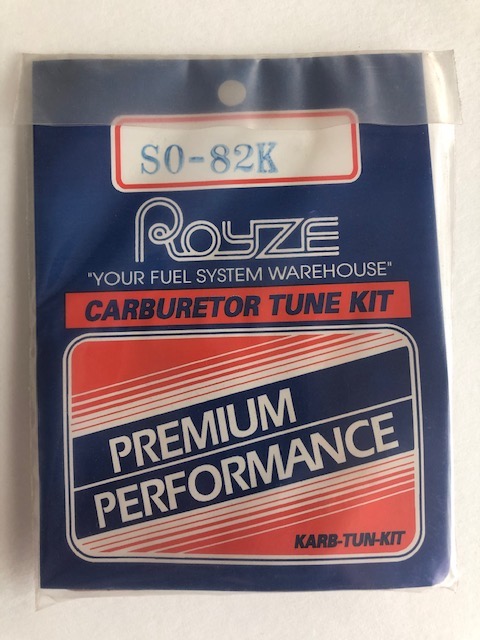 SO-82K
ROYZE
"YOUR FUEL SYSTEM WAREHOUSE"
CARBURETOR TUNE KIT
PREMIUM
PERFORMANCE
KARB-TUN-KIT